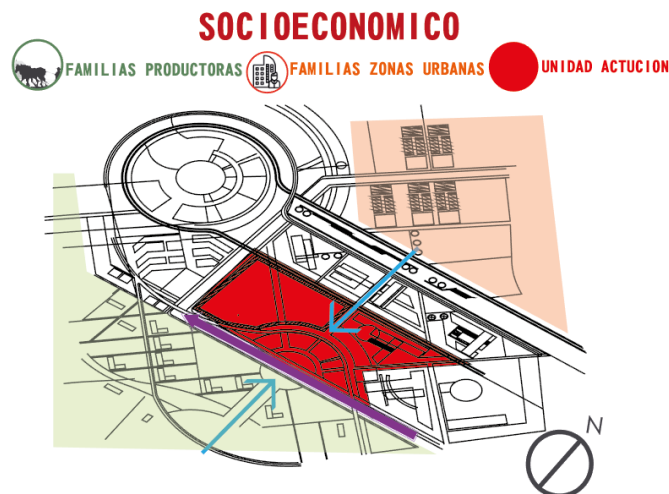 SOCIOECONOMICO
FAMILIAS PRODUCTORAS
FAMILIAS ZONAS URBANAS
UNIDAD ACTUCION
N